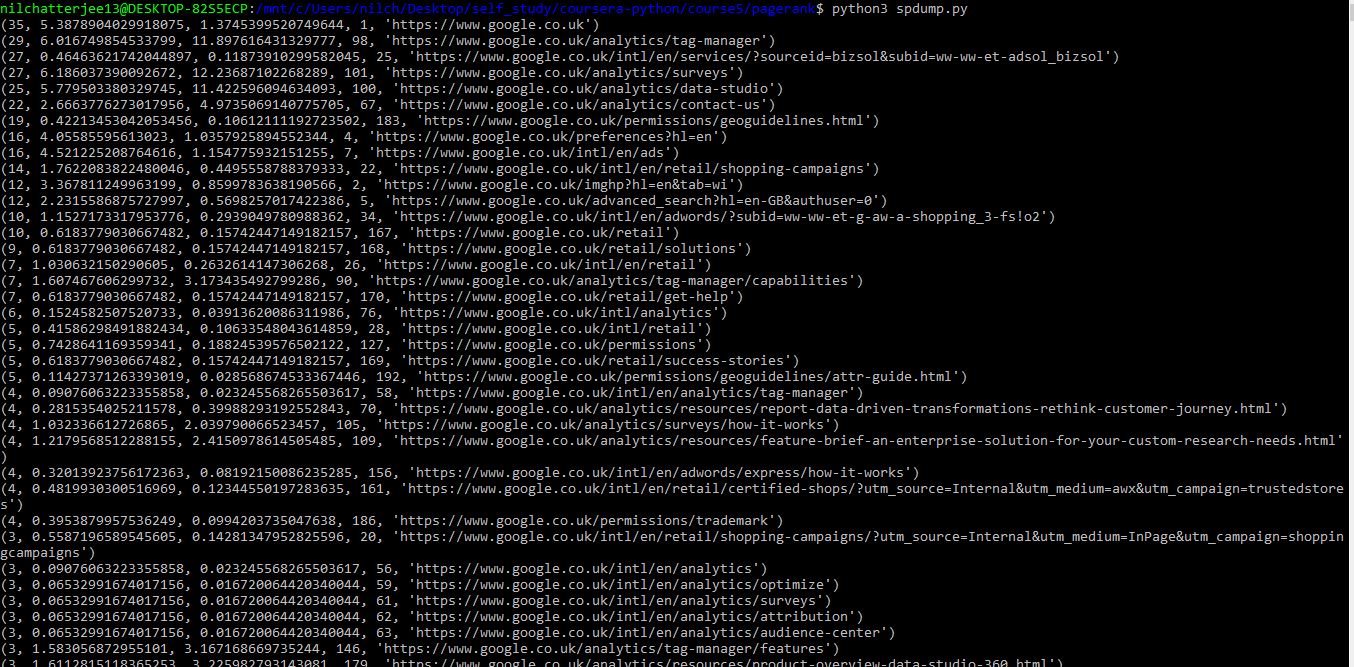 nilchatterjee13@DESKTOP-82S5ECP:/mnt/c/Users/nilch/Desktop/self_study/coursera-python/course5/pagerank$ python3 spdump.py
(35, 5.3878904029918075, 1.3745399520749644, 1, 'https://www.google.co.uk')
(29, 6.016749854533799, 11.897616431329777, 98, 'https://www.google.co.uk/analytics/tag-manager')
(27, 0.46463621742044897, 0.11873910299582045, 25, 'https://www.google.co.uk/intl/en/services/?sourceid=bizsol&subid=ww-ww-et-adsol_bizsol')
(27, 6.186037390092672, 12.23687102268289, 101, 'https://www.google.co.uk/analytics/surveys')
(25, 5.779503380329745, 11.422596094634093, 100, 'https://www.google.co.uk/analytics/data-studio')
(22, 2.6663776273017956, 4.9735069140775705, 67, 'https://www.google.co.uk/analytics/contact-us')
(19, 0.42213453042053456, 0.10612111192723502, 183, 'https://www.google.co.uk/permissions/geoguidelines.html')
(16, 4.05585595613023, 1.0357925894552344, 4, 'https://www.google.co.uk/preferences?hl=en')
(16, 4.521225208764616, 1.154775932151255, 7, 'https://www.google.co.uk/intl/en/ads')
(14, 1.7622083822480046, 0.4495558788379333, 22, 'https://www.google.co.uk/intl/en/retail/shopping-campaigns')
(12, 3.367811249963199, 0.8599783638190566, 2, 'https://www.google.co.uk/imghp?hl=en&tab=wi')
(12, 2.2315586875727997, 0.5698257017422386, 5, 'https://www.google.co.uk/advanced_search?hl=en-GB&authuser=0')
(10, 1.1527173317953776, 0.2939049780988362, 34, 'https://www.google.co.uk/intl/en/adwords/?subid=ww-ww-et-g-aw-a-shopping_3-fs!o2')
(10, 0.6183779030667482, 0.15742447149182157, 167, 'https://www.google.co.uk/retail')
(9, 0.6183779030667482, 0.15742447149182157, 168, 'https://www.google.co.uk/retail/solutions')
(7, 1.030632150290605, 0.2632614147306268, 26, 'https://www.google.co.uk/intl/en/retail')
(7, 1.607467606299732, 3.173435492799286, 90, 'https://www.google.co.uk/analytics/tag-manager/capabilities')
(7, 0.6183779030667482, 0.15742447149182157, 170, 'https://www.google.co.uk/retail/get-help')
(6, 0.1524582507520733, 0.03913620086311986, 76, 'https://www.google.co.uk/intl/analytics')
(5, 0.41586298491882434, 0.10633548043614859, 28, 'https://www.google.co.uk/intl/retail')
(5, 0.7428641169359341, 0.18824539576502122, 127, 'https://www.google.co.uk/permissions')
(5, 0.6183779030667482, 0.15742447149182157, 169, 'https://www.google.co.uk/retail/success-stories')
(5, 0.11427371263393019, 0.028568674533367446, 192, 'https://www.google.co.uk/permissions/geoguidelines/attr-guide.html')
(4, 0.09076063223355858, 0.023245568265503617, 58, 'https://www.google.co.uk/intl/en/analytics/tag-manager')
(4, 0.2815354025211578, 0.39988293192552843, 70, 'https://www.google.co.uk/analytics/resources/report-data-driven-transformations-rethink-customer-journey.html')
(4, 1.032336612726865, 2.039790066523457, 105, 'https://www.google.co.uk/analytics/surveys/how-it-works')
(4, 1.2179568512288155, 2.4150978614505485, 109, 'https://www.google.co.uk/analytics/resources/feature-brief-an-enterprise-solution-for-your-custom-research-needs.html'
)
(4, 0.32013923756172363, 0.08192150086235285, 156, 'https://www.google.co.uk/intl/en/adwords/express/how-it-works')
(4, 0.4819930300516969, 0.12344550197283635, 161, 'https://www.google.co.uk/intl/en/retail/certified-shops/?utm_source=Internal&utm_medium=awx&utm_campaign=trustedstore
s')
(4, 0.3953879957536249, 0.0994203735047638, 186, 'https://www.google.co.uk/permissions/trademark')
(3, 0.5587196589545605, 0.14281347952825596, 20, 'https://www.google.co.uk/intl/en/retail/shopping-campaigns/?utm_source=Internal&utm_medium=InPage&utm_campaign=shoppin
gcampaigns')
(3, 0.09076063223355858, 0.023245568265503617, 56, 'https://www.google.co.uk/intl/en/analytics')
(3, 0.06532991674017156, 0.016720064420340044, 59, 'https://www.google.co.uk/intl/en/analytics/optimize')
(3, 0.06532991674017156, 0.016720064420340044, 61, 'https://www.google.co.uk/intl/en/analytics/surveys')
(3, 0.06532991674017156, 0.016720064420340044, 62, 'https://www.google.co.uk/intl/en/analytics/attribution')
(3, 0.06532991674017156, 0.016720064420340044, 63, 'https://www.google.co.uk/intl/en/analytics/audience-center')
(3, 1.583056872955101, 3.167168669735244, 146, 'https://www.google.co.uk/analytics/tag-manager/features')
(3, 1.6112815118365253, 3.225982793143081, 179, 'https://www.google.co.uk/analytics/resources/product-overview-data-studio-360.html')